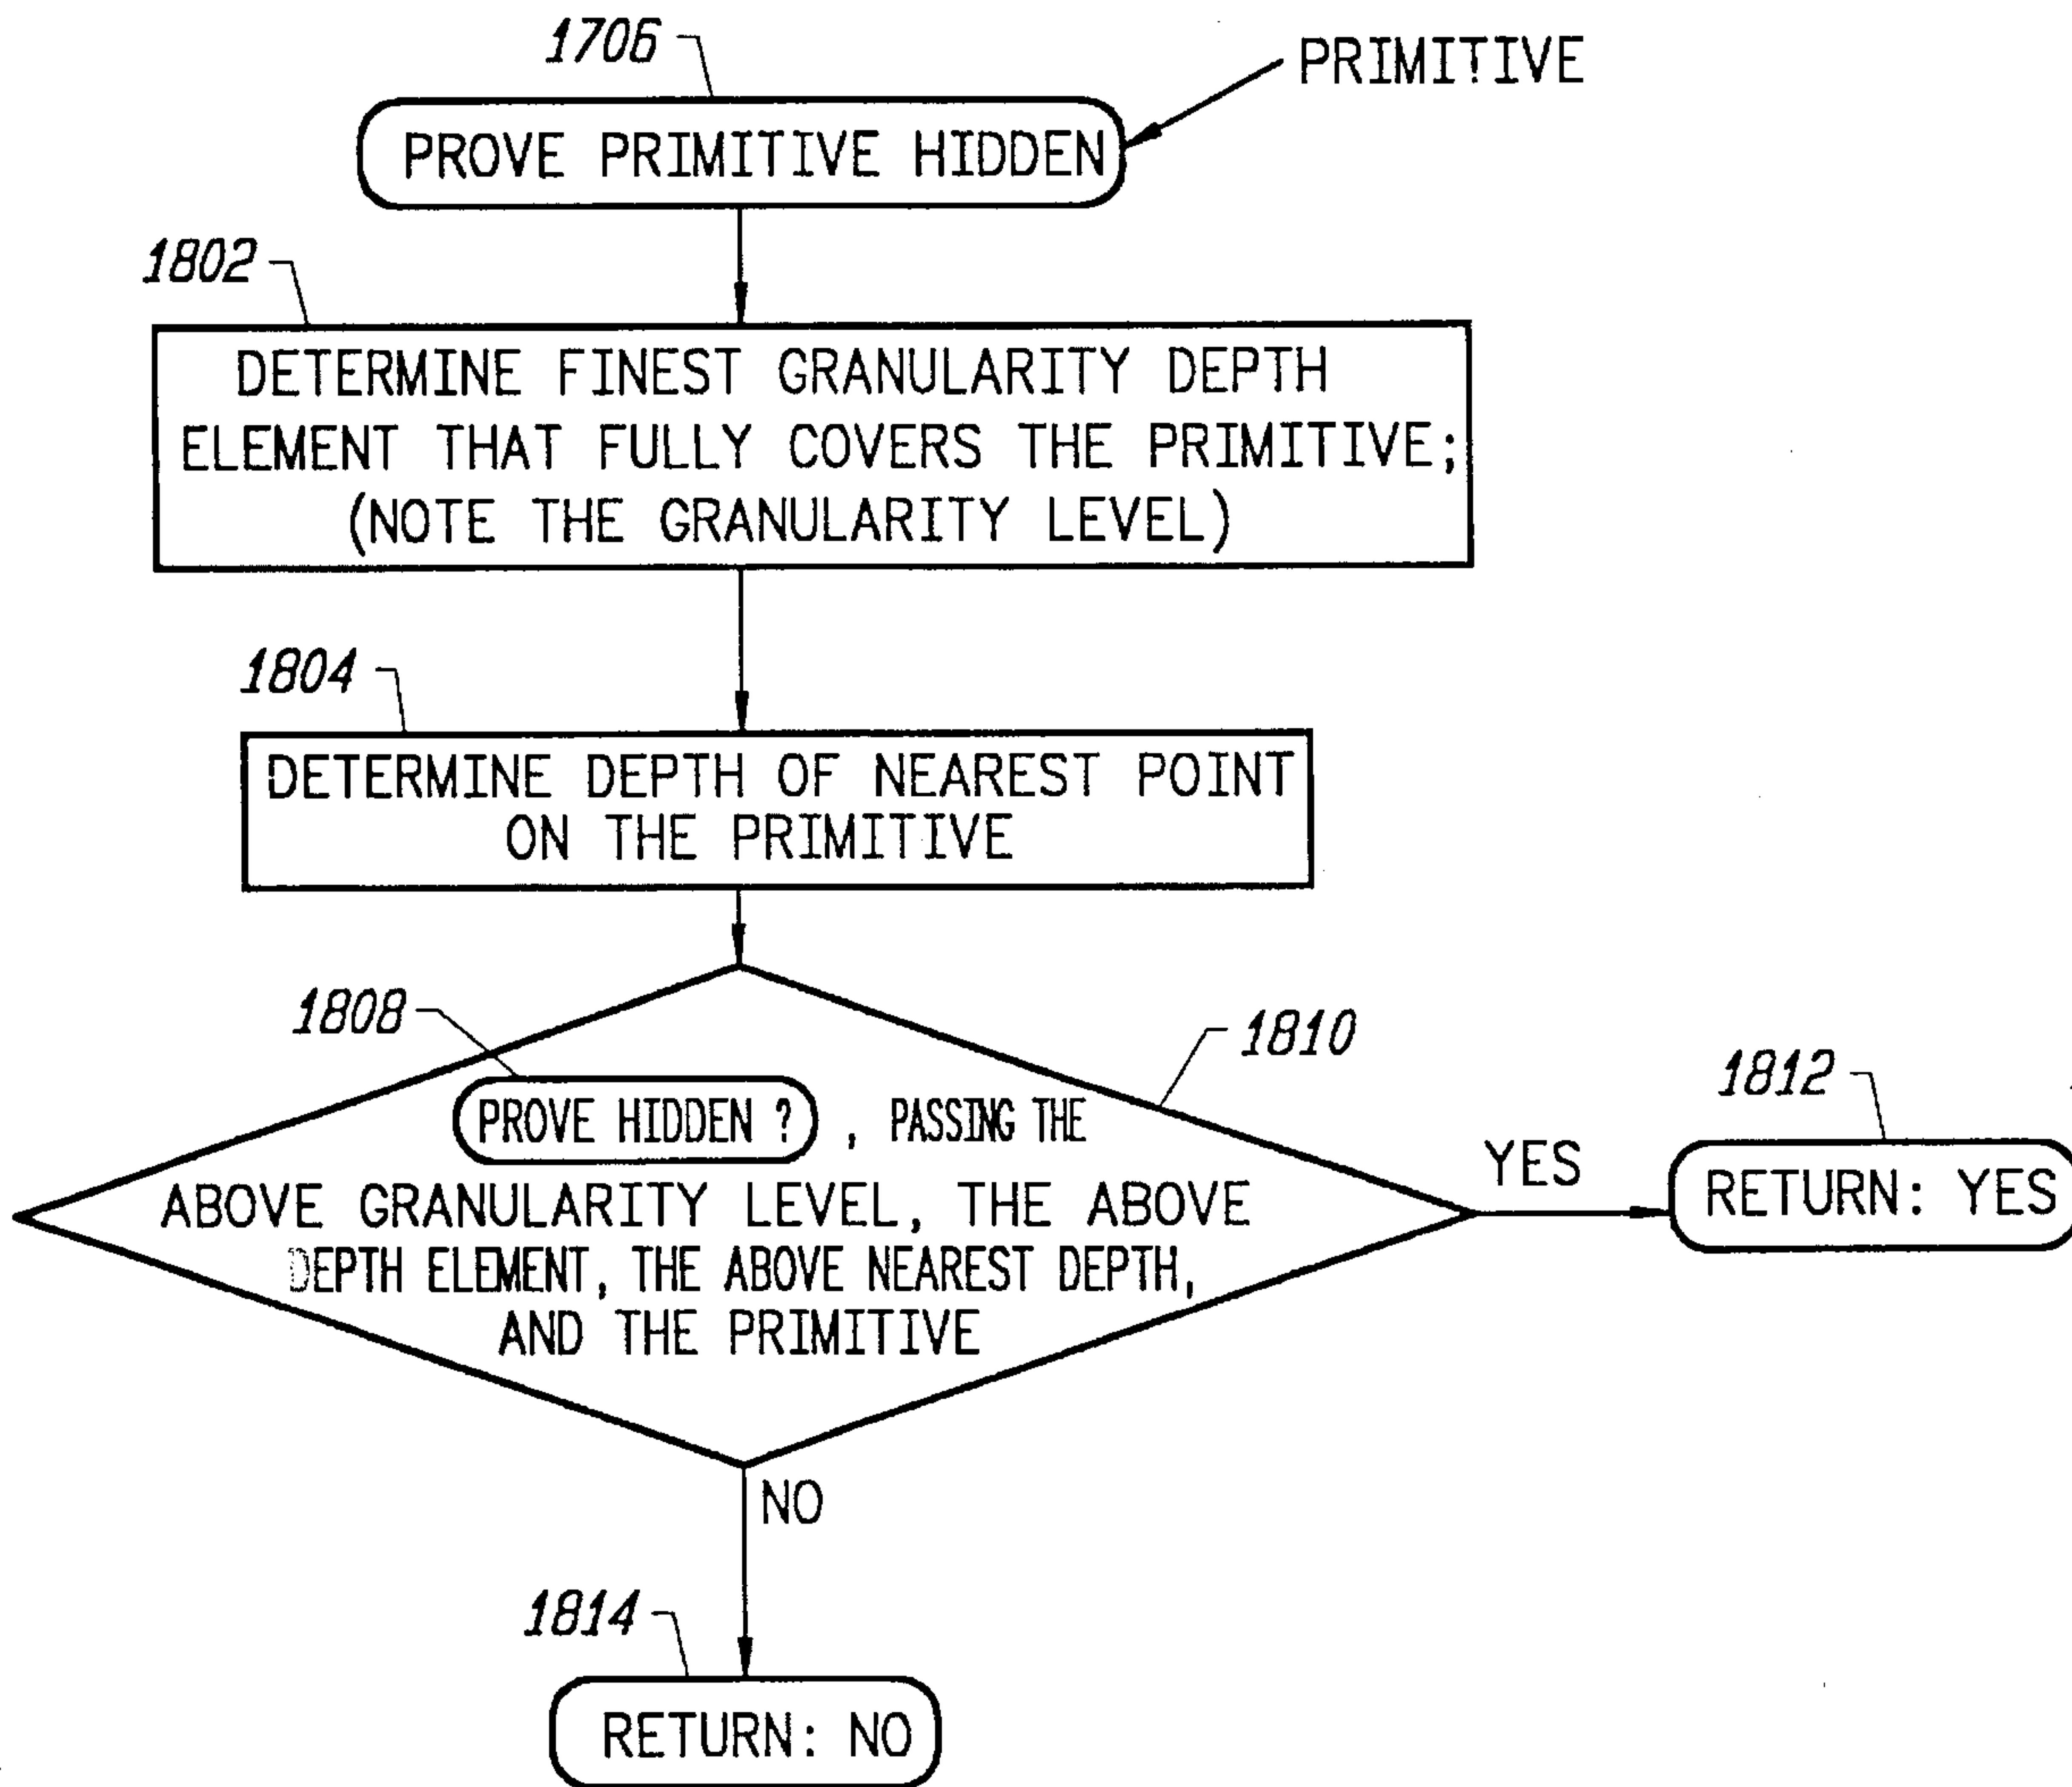 1706
PRIMITIVE
PROVE PRIMITIVE HIDDEN
1802
DETERMINE FINEST GRANULARITY DEPTH
ELEMENT THAT FULLY COVERS THE PRIMITIVE;
(NOTE THE GRANULARITY LEVEL)
1804
DETERMINE DEPTH OF NEAREST POINT
ON THE PRIMITIVE
1808
1810
PROVE HIDDEN ? , PASSING THE
ABOVE GRANULARITY LEVEL, THE ABOVE
DEPTH ELEMENT, THE ABOVE NEAREST DEPTH,
AND THE PRIMITIVE
YES
1812
RETURN: YES
NO
1814
RETURN: NO